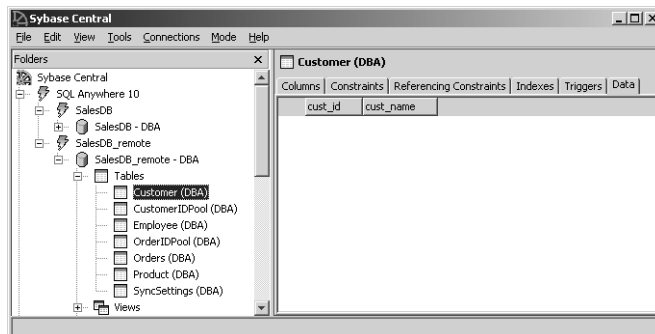 Sybase Central
File Edit View Tools Connections Mode Help
Folders
Sybase Central
SQL Anywhere 10
SalesDB
SalesDB - DBA
SalesDB_remote
SalesDB_remote - DBA
Tables
Customer (DBA)
CustomerIDPool (DBA)
Employee (DBA)
OrderIDPool (DBA)
Orders (DBA)
Product (DBA)
SyncSettings (DBA)
Views
Customer (DBA)
Columns Constraints Referencing Constraints Indexes Triggers Data
cust_id cust_name